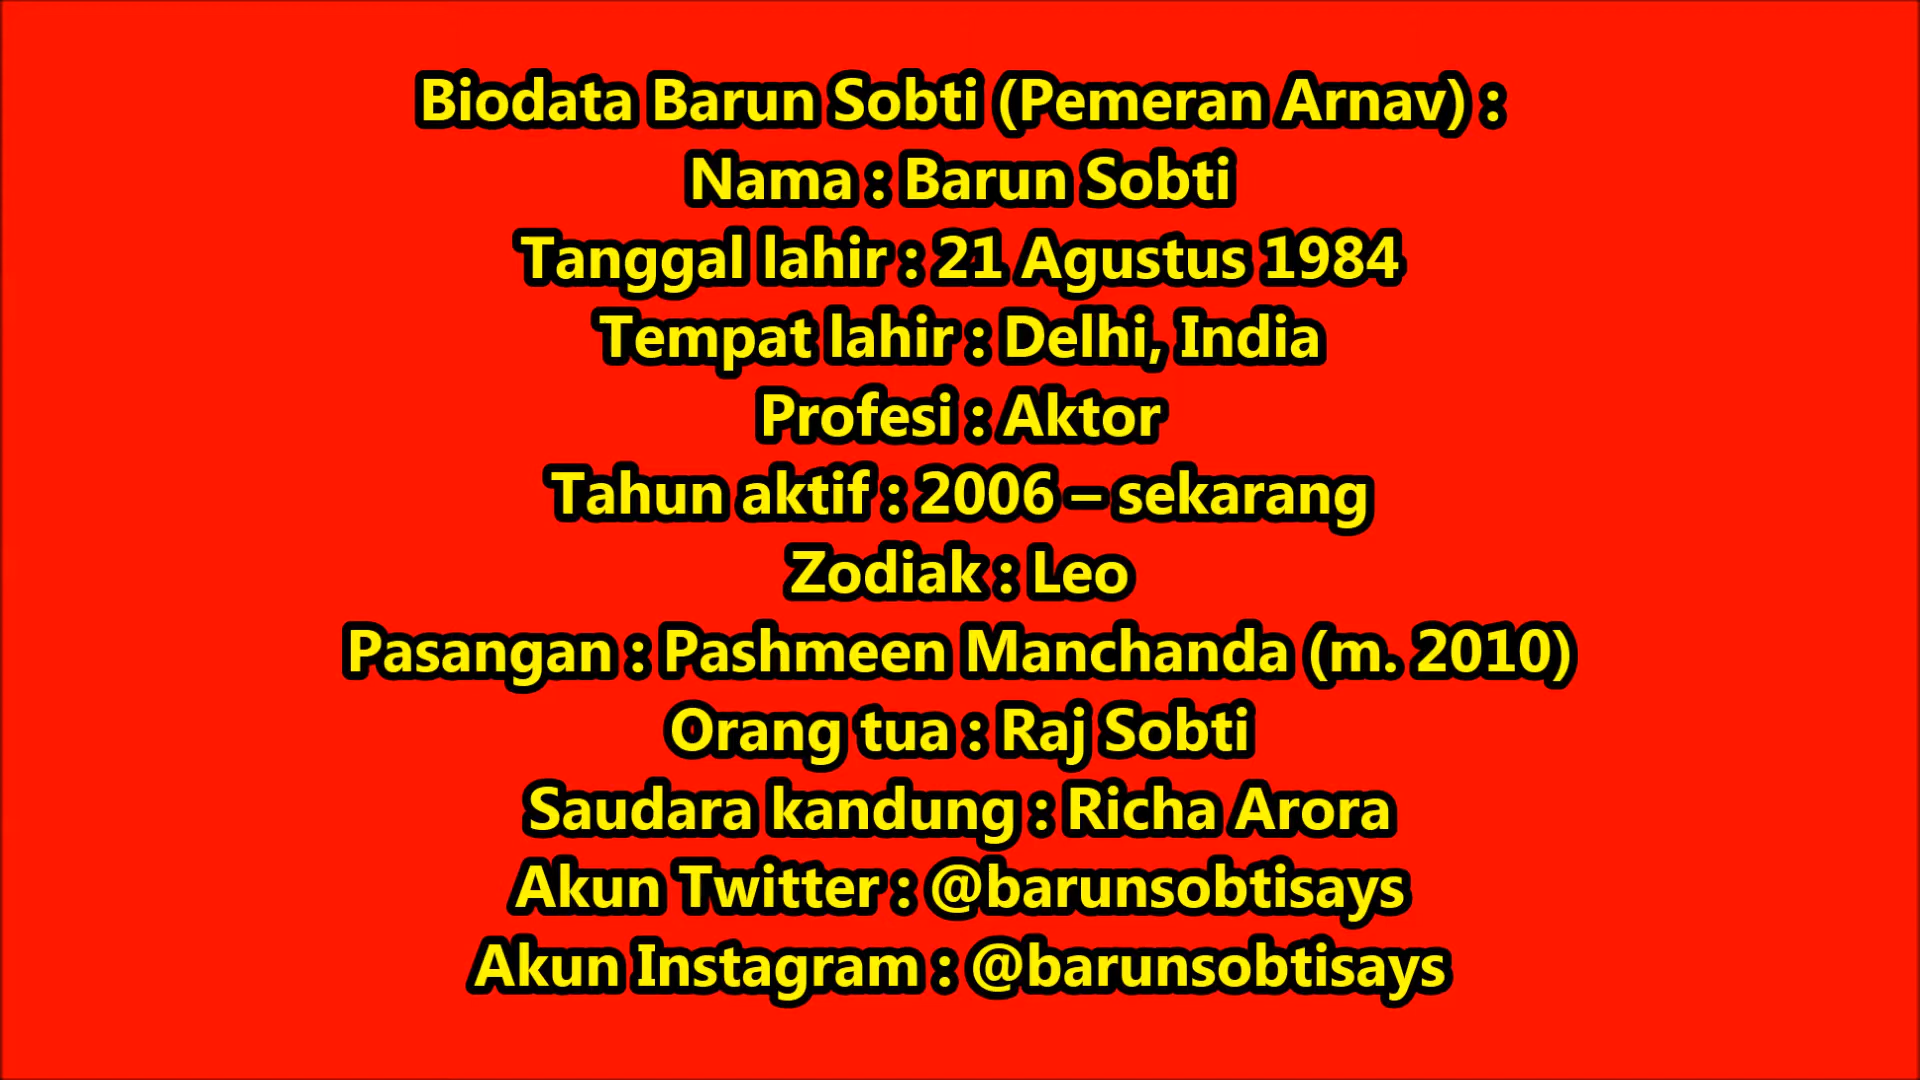 Biodata Barun Sobti (Pemeran Arnav) :
Nama : Barun Sobti
Tanggal lahir : 21 Agustus 1984
Tempat lahir : Delhi, India
Profesi : Aktor
Tahun aktif : 2006 – sekarang
Zodiak : Leo
Pasangan : Pashmeen Manchanda (m. 2010)
Orang tua : Raj Sobti
Saudara kandung : Richa Arora
Akun Twitter : @barunsobtisays
Akun Instagram : @barunsobtisays